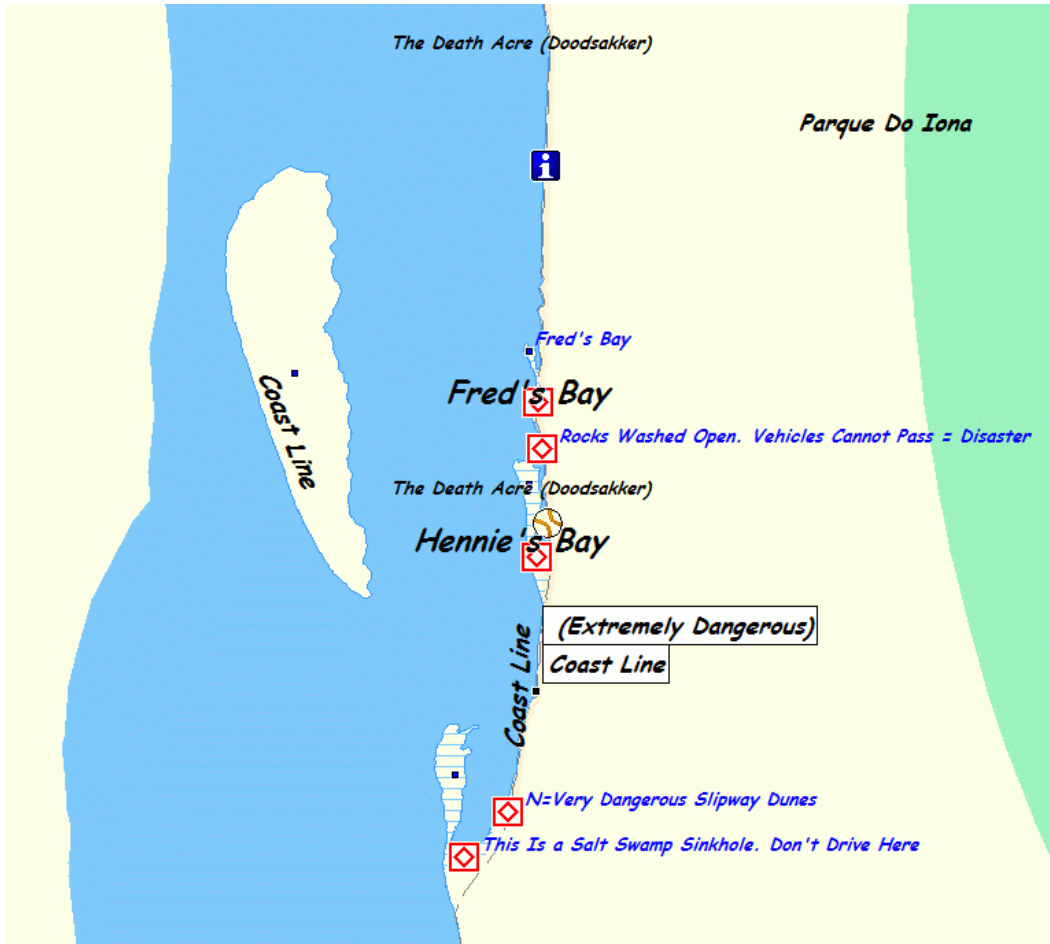 The Death Acre (Doodsakker)
Parque Do Iona
i
Fred's Bay
Fred's Bay
Coast Line
Rocks Washed Open. Vehicles Cannot Pass = Disaster
The Death Acre (Doodsakker)
Hennie's Bay
(Extremely Dangerous)
Coast Line
Coast Line
N=Very Dangerous Slipway Dunes
This Is a Salt Swamp Sinkhole. Don't Drive Here